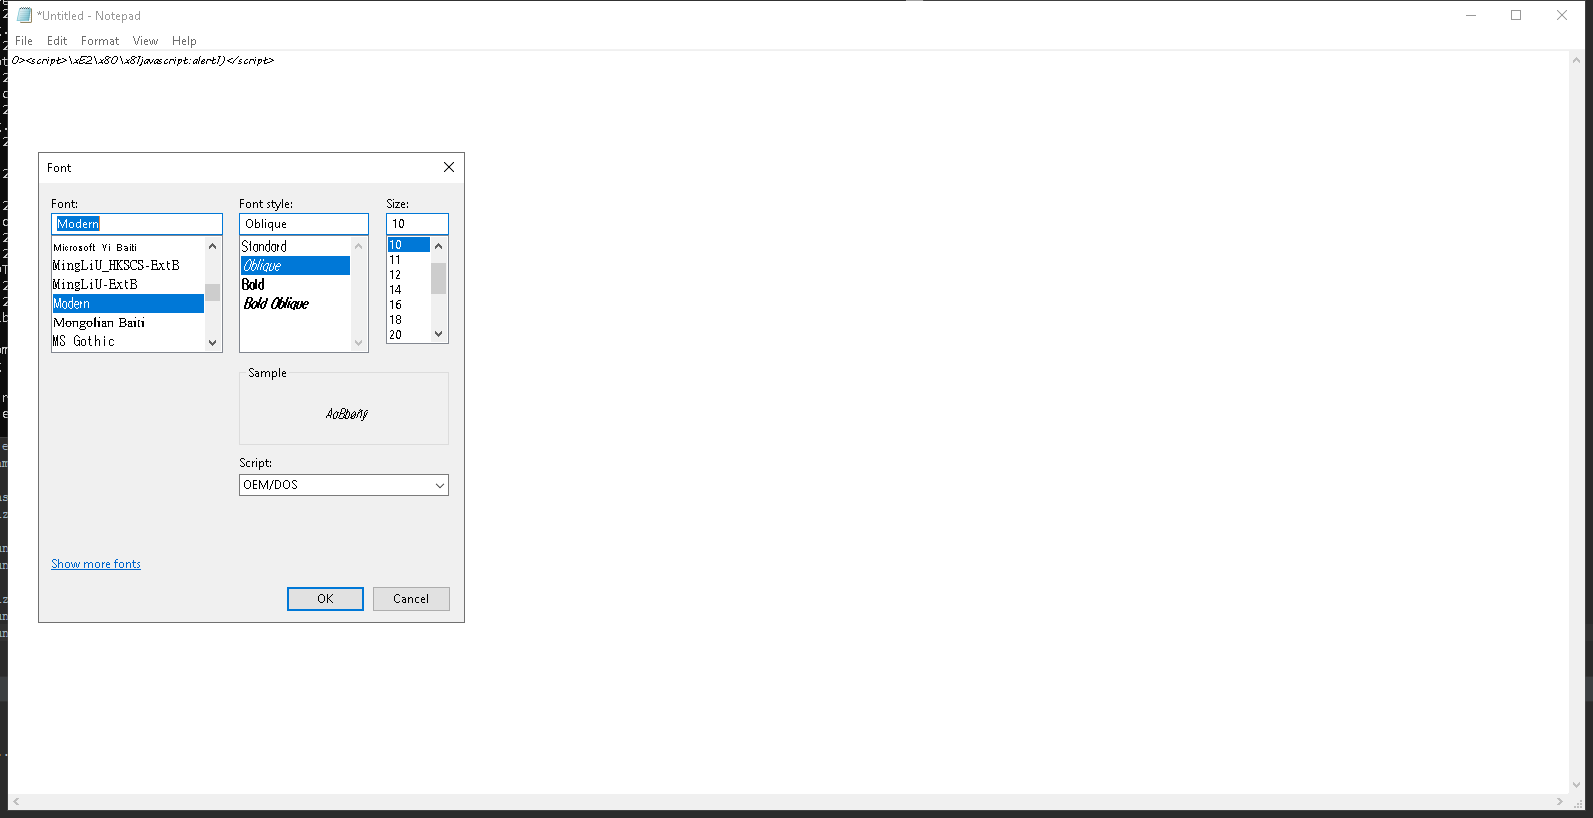 *Untitled - Notepad
File Edit Format View Help
0><script>\xE2\x80\x81javascript:alert1)</script>
Font
Font: Font style: Size:
Modern Oblique 10
Microsoft Yi Baiti
MingLiU_HKSCS-ExtB
MingLiU-ExtB
Modern
Mongolian Baiti
MS Gothic
Standard
Oblique
Bold
Bold Oblique
10
11
12
14
16
18
20
Sample
AaBbøñý
Script:
OEM/DOS
Show more fonts
OK Cancel